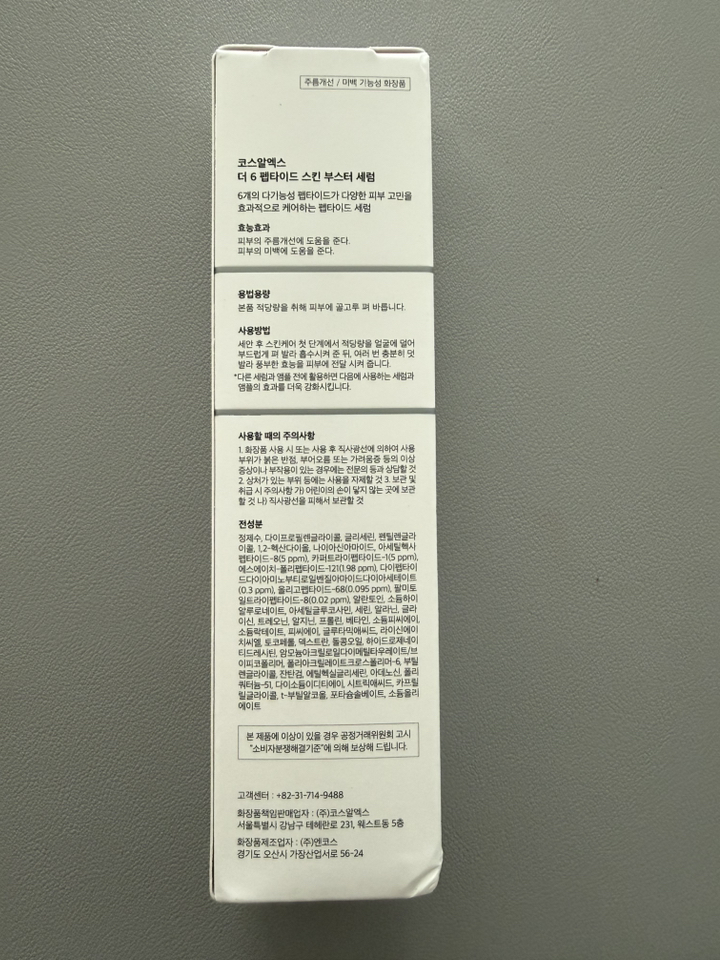 주름개선 / 미백 기능성 화장품
코스알엑스
더 6 펩타이드 스킨 부스터 세럼
6개의 다기능성 펩타이드가 다양한 피부 고민을
효과적으로 케어하는 펩타이드 세럼
효능효과
피부의 주름개선에 도움을 준다.
피부의 미백에 도움을 준다.
용법용량
본품 적당량을 취해 피부에 골고루 펴 바릅니다.
사용방법
세안 후 스킨케어 첫 단계에서 적당량을 얼굴에 덜어
부드럽게 펴 발라 흡수시켜 준 뒤, 여러 번 충분히 덧
발라 풍부한 효능을 피부에 전달 시켜 줍니다.
*다른 세럼과 앰플 전에 활용하면 다음에 사용하는 세럼과
앰플의 효과를 더욱 강화시킵니다.
사용할 때의 주의사항
1. 화장품 사용 시 또는 사용 후 직사광선에 의하여 사용
부위가 붉은 반점, 부어오름 또는 가려움증 등의 이상
증상이나 부작용이 있는 경우에는 전문의 등과 상담할 것
2. 상처가 있는 부위 등에는 사용을 자제할 것 3. 보관 및
취급 시 주의사항 가) 어린이의 손이 닿지 않는 곳에 보관
할 것 나) 직사광선을 피해서 보관할 것
전성분
정제수, 다이프로필렌글라이콜, 글리세린, 펜틸렌글라
이콜, 1,2-헥산다이올, 나이아신아마이드, 아세틸헥사
펩타이드-8(5 ppm), 카퍼트라이펩타이드-1(5 ppm),
에스에이치-폴리펩타이드-121(1.98 ppm), 다이펩타이
드다이아미노부티로일벤질아마이드다이아세테이트
(0.3 ppm), 올리고펩타이드-68(0.095 ppm), 팔미토
일트라이펩타이드-8(0.02 ppm), 알란토인, 소듐하이
알루로네이트, 아세틸글루코사민, 세린, 알라닌, 글라
이신, 트레오닌, 알지닌, 프롤린, 베타인, 소듐피씨에이,
소듐락테이트, 피씨에이, 글루타믹애씨드, 라이신에이
치씨엘, 토코페롤, 덱스트란, 돌콩오일, 하이드로제네이
티드레시틴, 암모늄아크릴로일다이메틸타우레이트/브
이피코폴리머, 폴리아크릴레이트크로스폴리머-6, 부틸
렌글라이콜, 잔탄검, 에틸헥실글리세린, 아데노신, 폴리
쿼터늄-51, 다이소듐이디티에이, 시트릭애씨드, 카프릴
릴글라이콜, t-부틸알코올, 포타슘솔베이트, 소듐올리
에이트
본 제품에 이상이 있을 경우 공정거래위원회 고시
"소비자분쟁해결기준"에 의해 보상해 드립니다.
고객센터 : +82-31-714-9488
화장품책임판매업자 : (주)코스알엑스
서울특별시 강남구 테헤란로 231, 웨스트동 5층
화장품제조업자 : (주)엔코스
경기도 오산시 가장산업서로 56-24